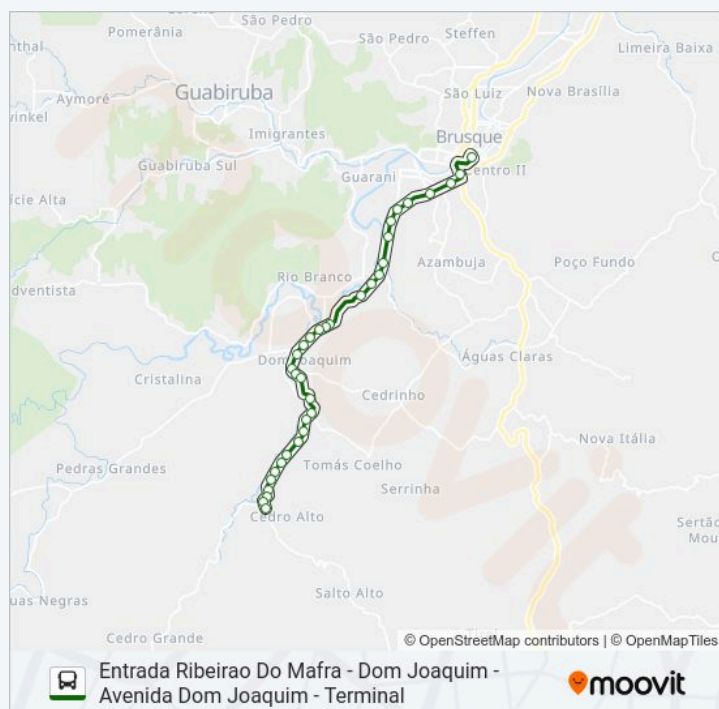 São Pedro
Pomerânia
Steffen
São Pedro
Limeira Baixa
São Luiz
Guabiruba
Nova Brasília
Aymoré
winkel
Imigrantes
Brusque
Guabiruba Sul
Centro II
Guarani
ície Alta
Azambuja
Poço Fundo
Rio Branco
dventista
Dom Joaquim
Águas Claras
Cristalina
Cedrinho
Nova Itália
Pedras Grandes
Tomás Coelho
Serrinha
Cedro Alto
Sertão
Mou
Salto Alto
uas Negras
Cedro Grande
© OpenStreetMap contributors | © OpenMapTiles
Entrada Ribeirao Do Mafra - Dom Joaquim -
Avenida Dom Joaquim - Terminal
moovit